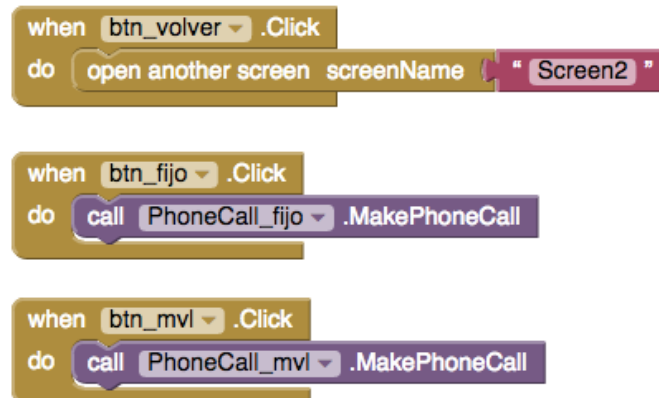 when btn_volver .Click
do open another screen screenName " Screen2 "
when btn_fijo .Click
do call PhoneCall_fijo .MakePhoneCall
when btn_mvl .Click
do call PhoneCall_mvl .MakePhoneCall